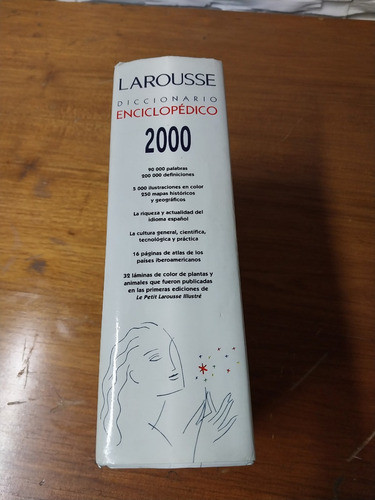 LAROUSSE
DICCIONARIO
ENCICLOPÉDICO
2000
90 000 palabras
200 000 definiciones
5 000 ilustraciones en color
250 mapas históricos
y geográficos
La riqueza y actualidad del
idioma español
La cultura general, científica,
tecnológica y práctica
16 páginas de atlas de los
países iberoamericanos
32 láminas de color de plantas y
animales que fueron publicadas
en las primeras ediciones de
Le Petit Larousse Illustré